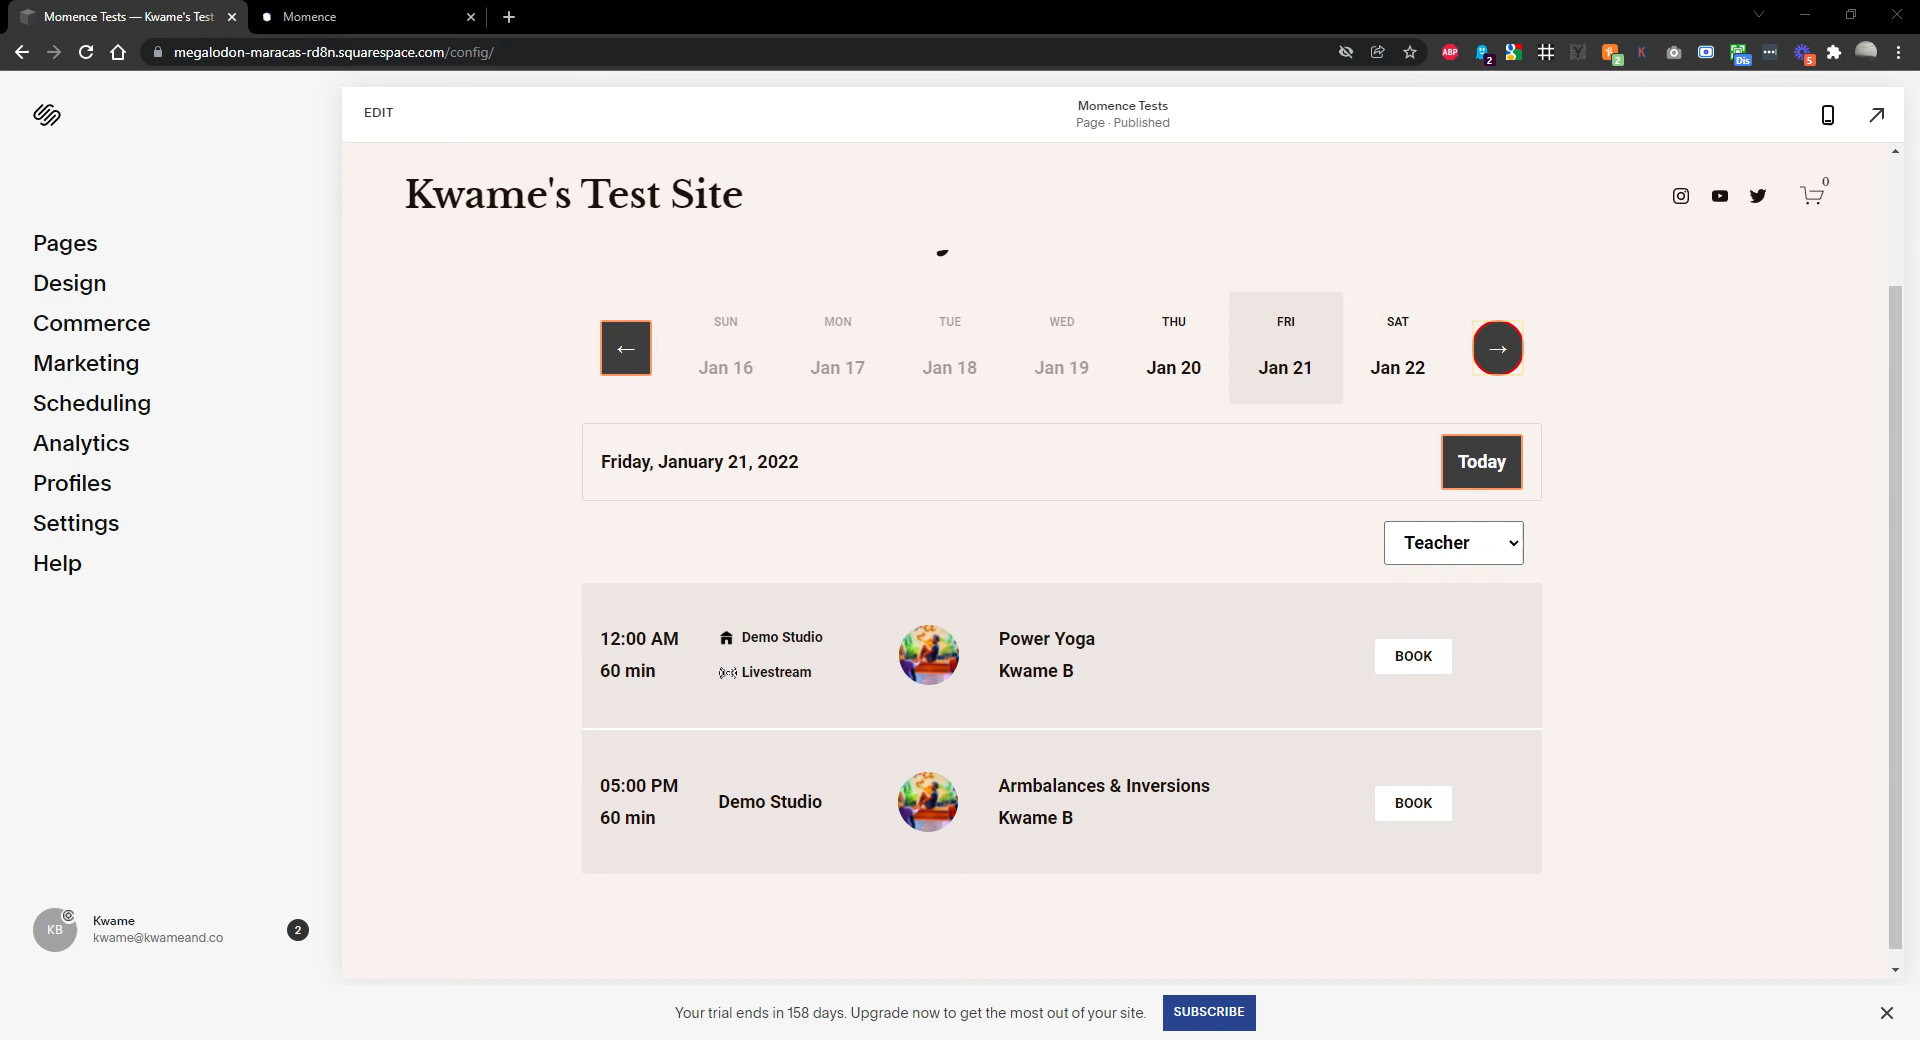 Momence Tests — Kwame's Test
Momence
megalodon-maracas-rd8n.squarespace.com/config/
ABP
2
2
K
Dis
5
EDIT
Momence Tests
Page · Published
Pages
Design
Commerce
Marketing
Scheduling
Analytics
Profiles
Settings
Help
KB
Kwame
kwame@kwameand.co
2
Kwame's Test Site
0
←
SUN
Jan 16
MON
Jan 17
TUE
Jan 18
WED
Jan 19
THU
Jan 20
FRI
Jan 21
SAT
Jan 22
→
Friday, January 21, 2022
Today
Teacher
12:00 AM
60 min
Demo Studio
Livestream
Power Yoga
Kwame B
BOOK
05:00 PM
60 min
Demo Studio
Armbalances & Inversions
Kwame B
BOOK
Your trial ends in 158 days. Upgrade now to get the most out of your site.
SUBSCRIBE